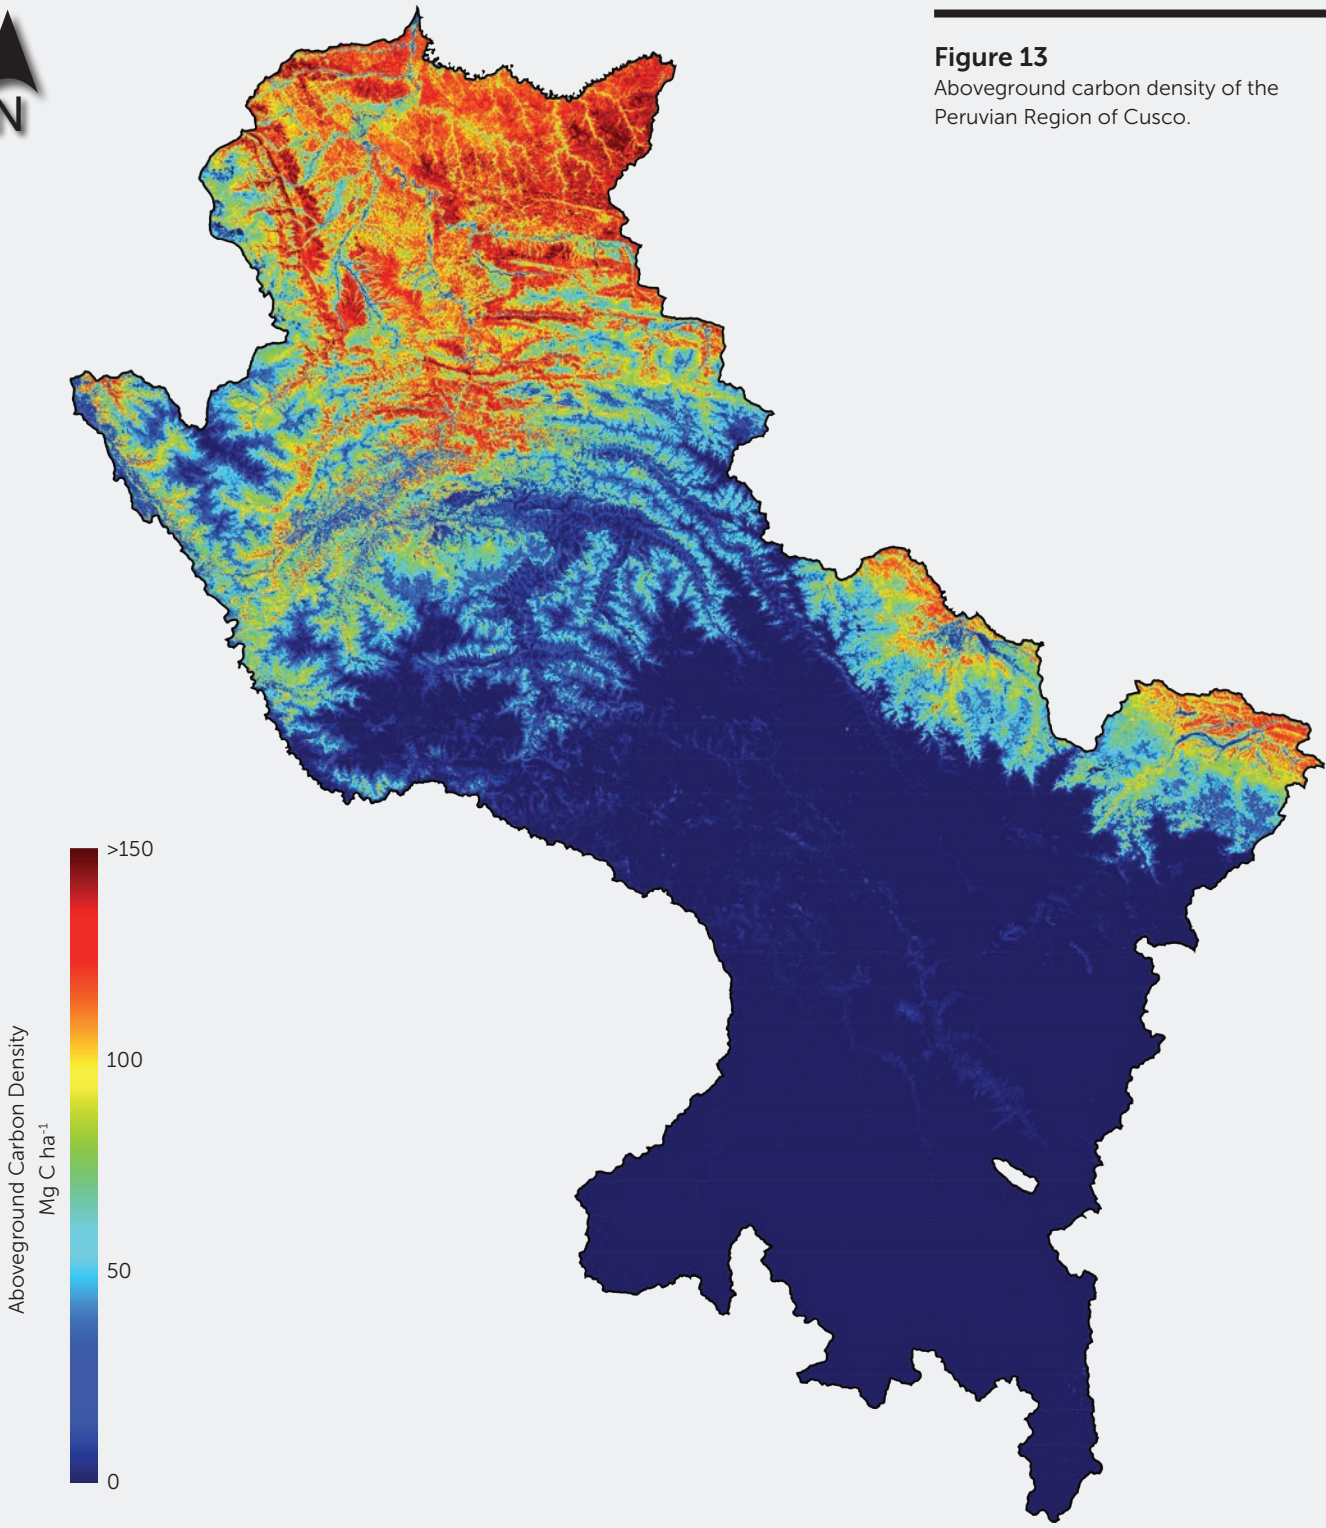 N
Figure 13
Aboveground carbon density of the
Peruvian Region of Cusco.
>150
100
50
0
Aboveground Carbon Density
Mg C ha⁻¹